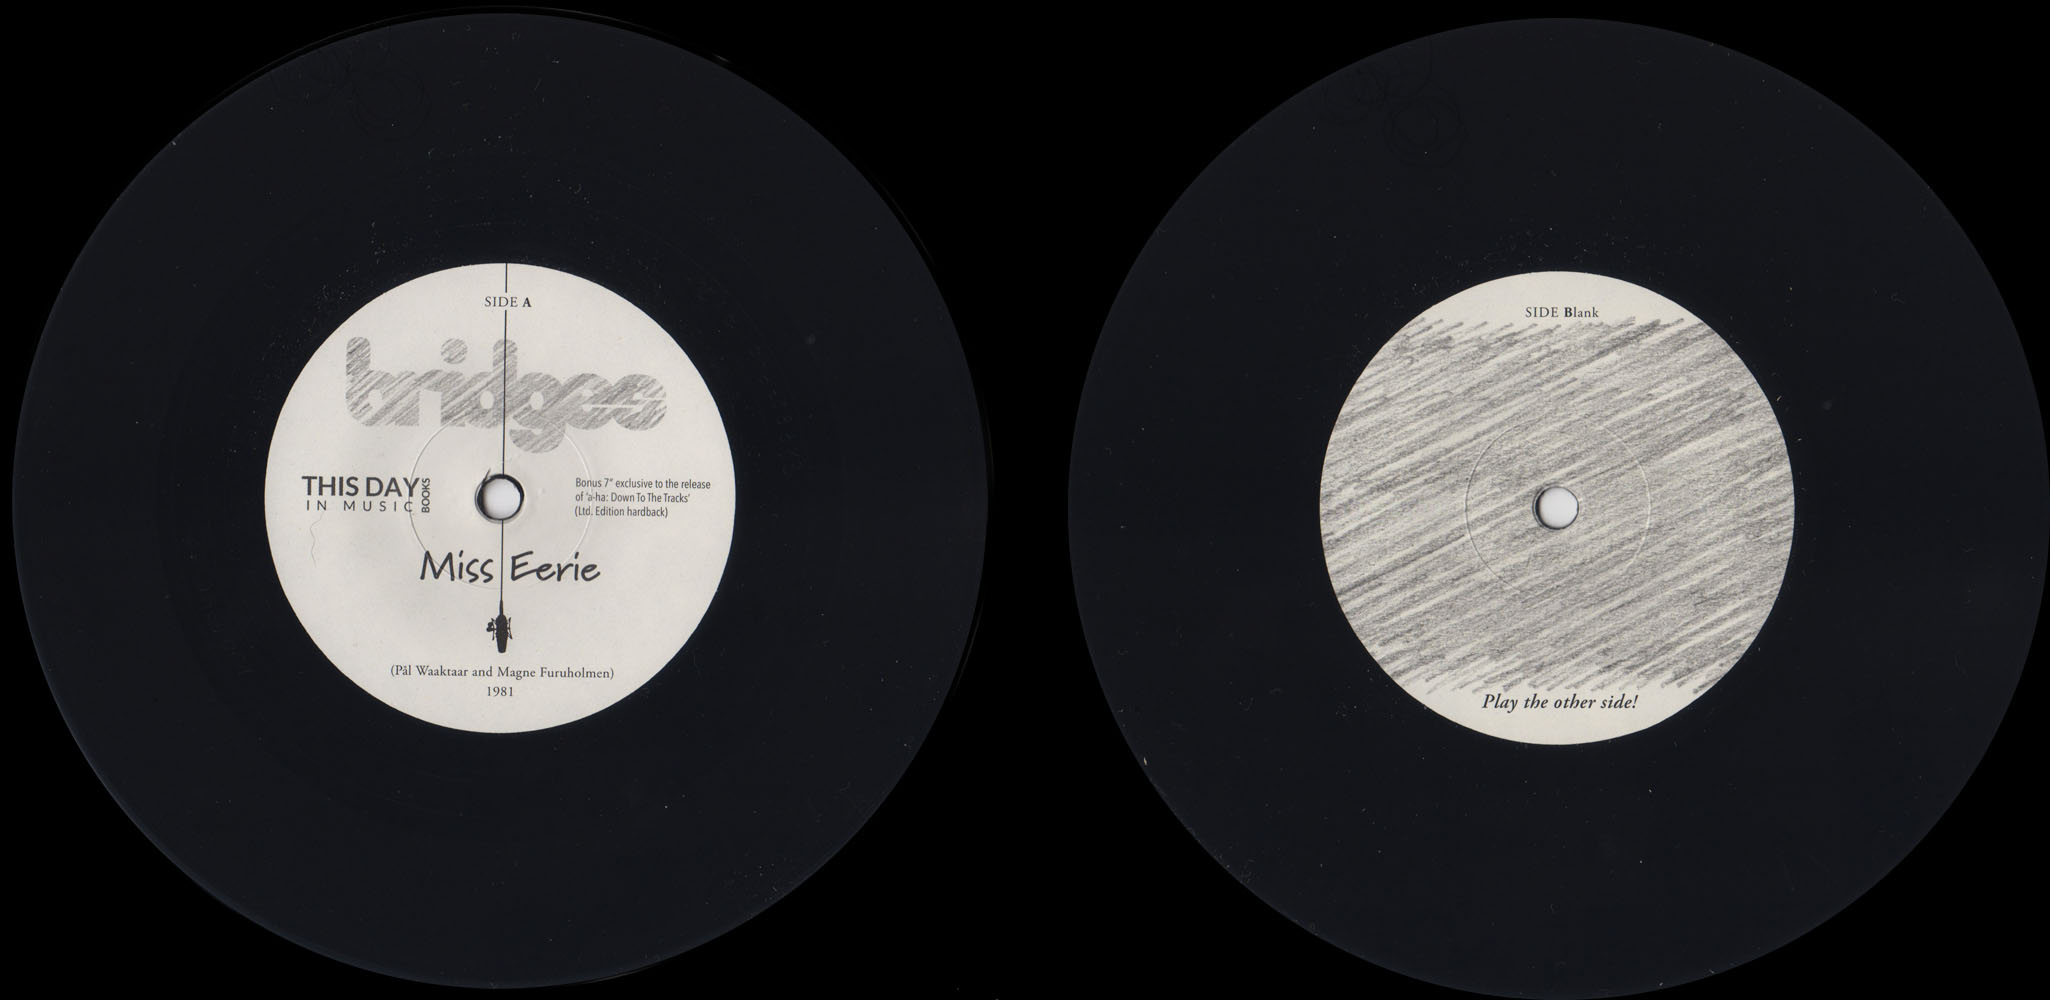 SIDE A
bridges
THIS DAY
IN MUSIC
BOOKS
Bonus 7" exclusive to the release
of 'a-ha: Down To The Tracks'
(Ltd. Edition hardback)
Miss Eerie
(Pål Waaktaar and Magne Furuholmen)
1981
SIDE Blank
Play the other side!